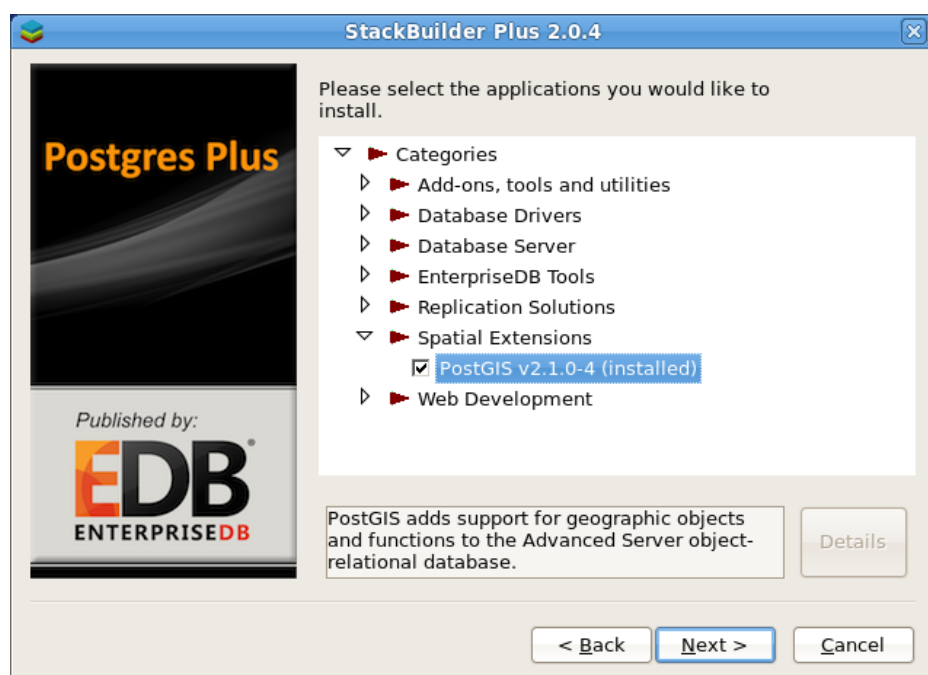 StackBuilder Plus 2.0.4
Postgres Plus
Published by:
EDB®
ENTERPRISEDB
Please select the applications you would like to
install.
Categories
Add-ons, tools and utilities
Database Drivers
Database Server
EnterpriseDB Tools
Replication Solutions
Spatial Extensions
PostGIS v2.1.0-4 (installed)
Web Development
PostGIS adds support for geographic objects
and functions to the Advanced Server object-
relational database.
Details
< Back
Next >
Cancel